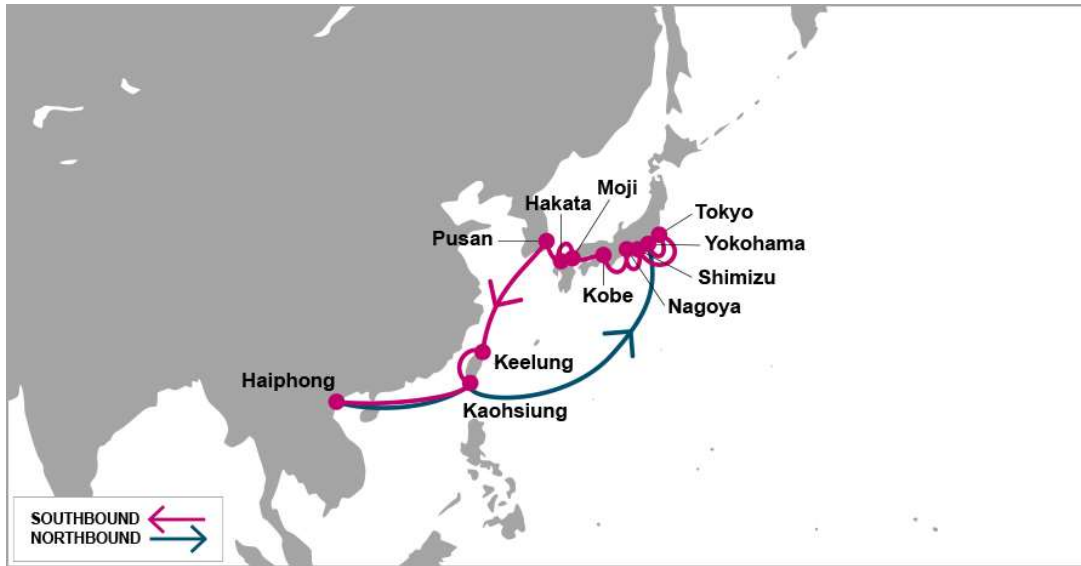 Moji
Hakata
Tokyo
Pusan
Yokohama
Shimizu
Kobe
Nagoya
Keelung
Haiphong
Kaohsiung
SOUTHBOUND
NORTHBOUND